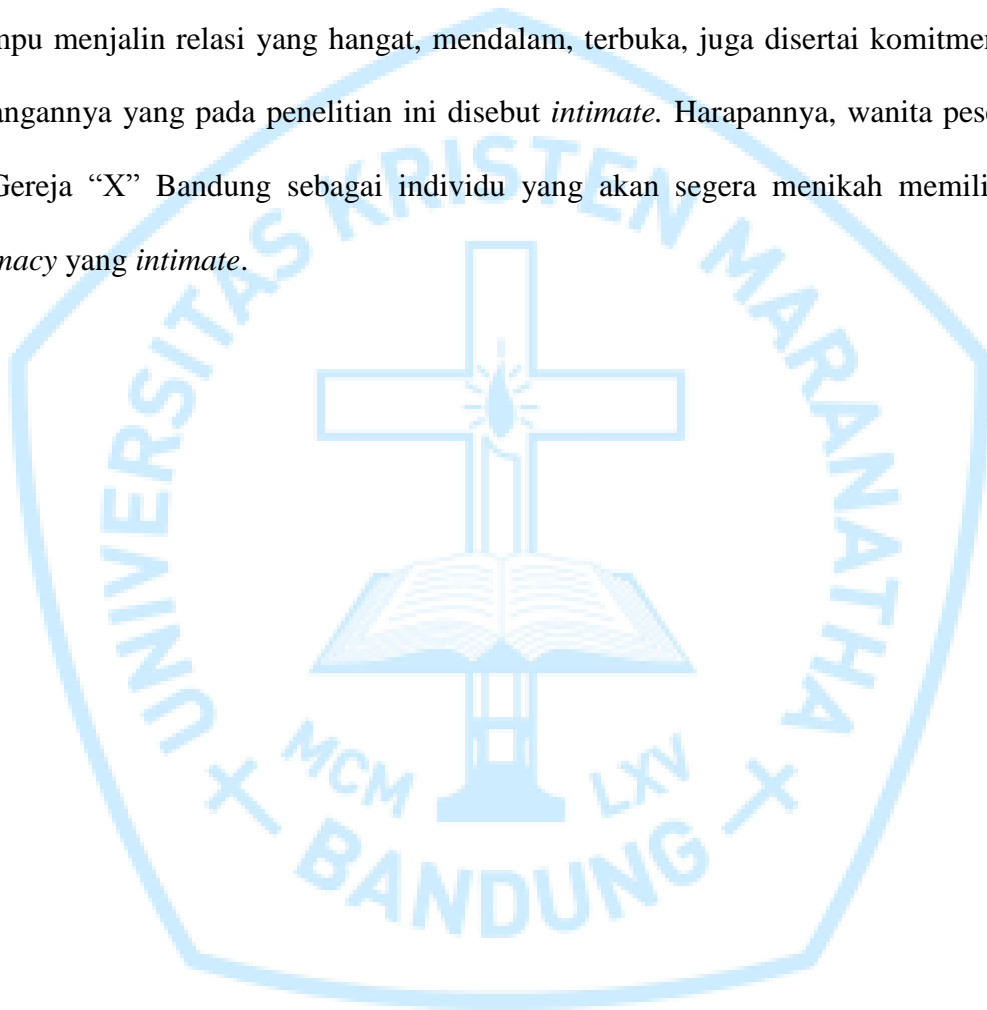 mpu menjalin relasi yang hangat, mendalam, terbuka, juga disertai komitmen
angannya yang pada penelitian ini disebut intimate. Harapannya, wanita pese
Gereja “X” Bandung sebagai individu yang akan segera menikah memili
macy yang intimate.
UNIVERSITAS KRISTEN MARANATHA
MCM LXV
BANDUNG